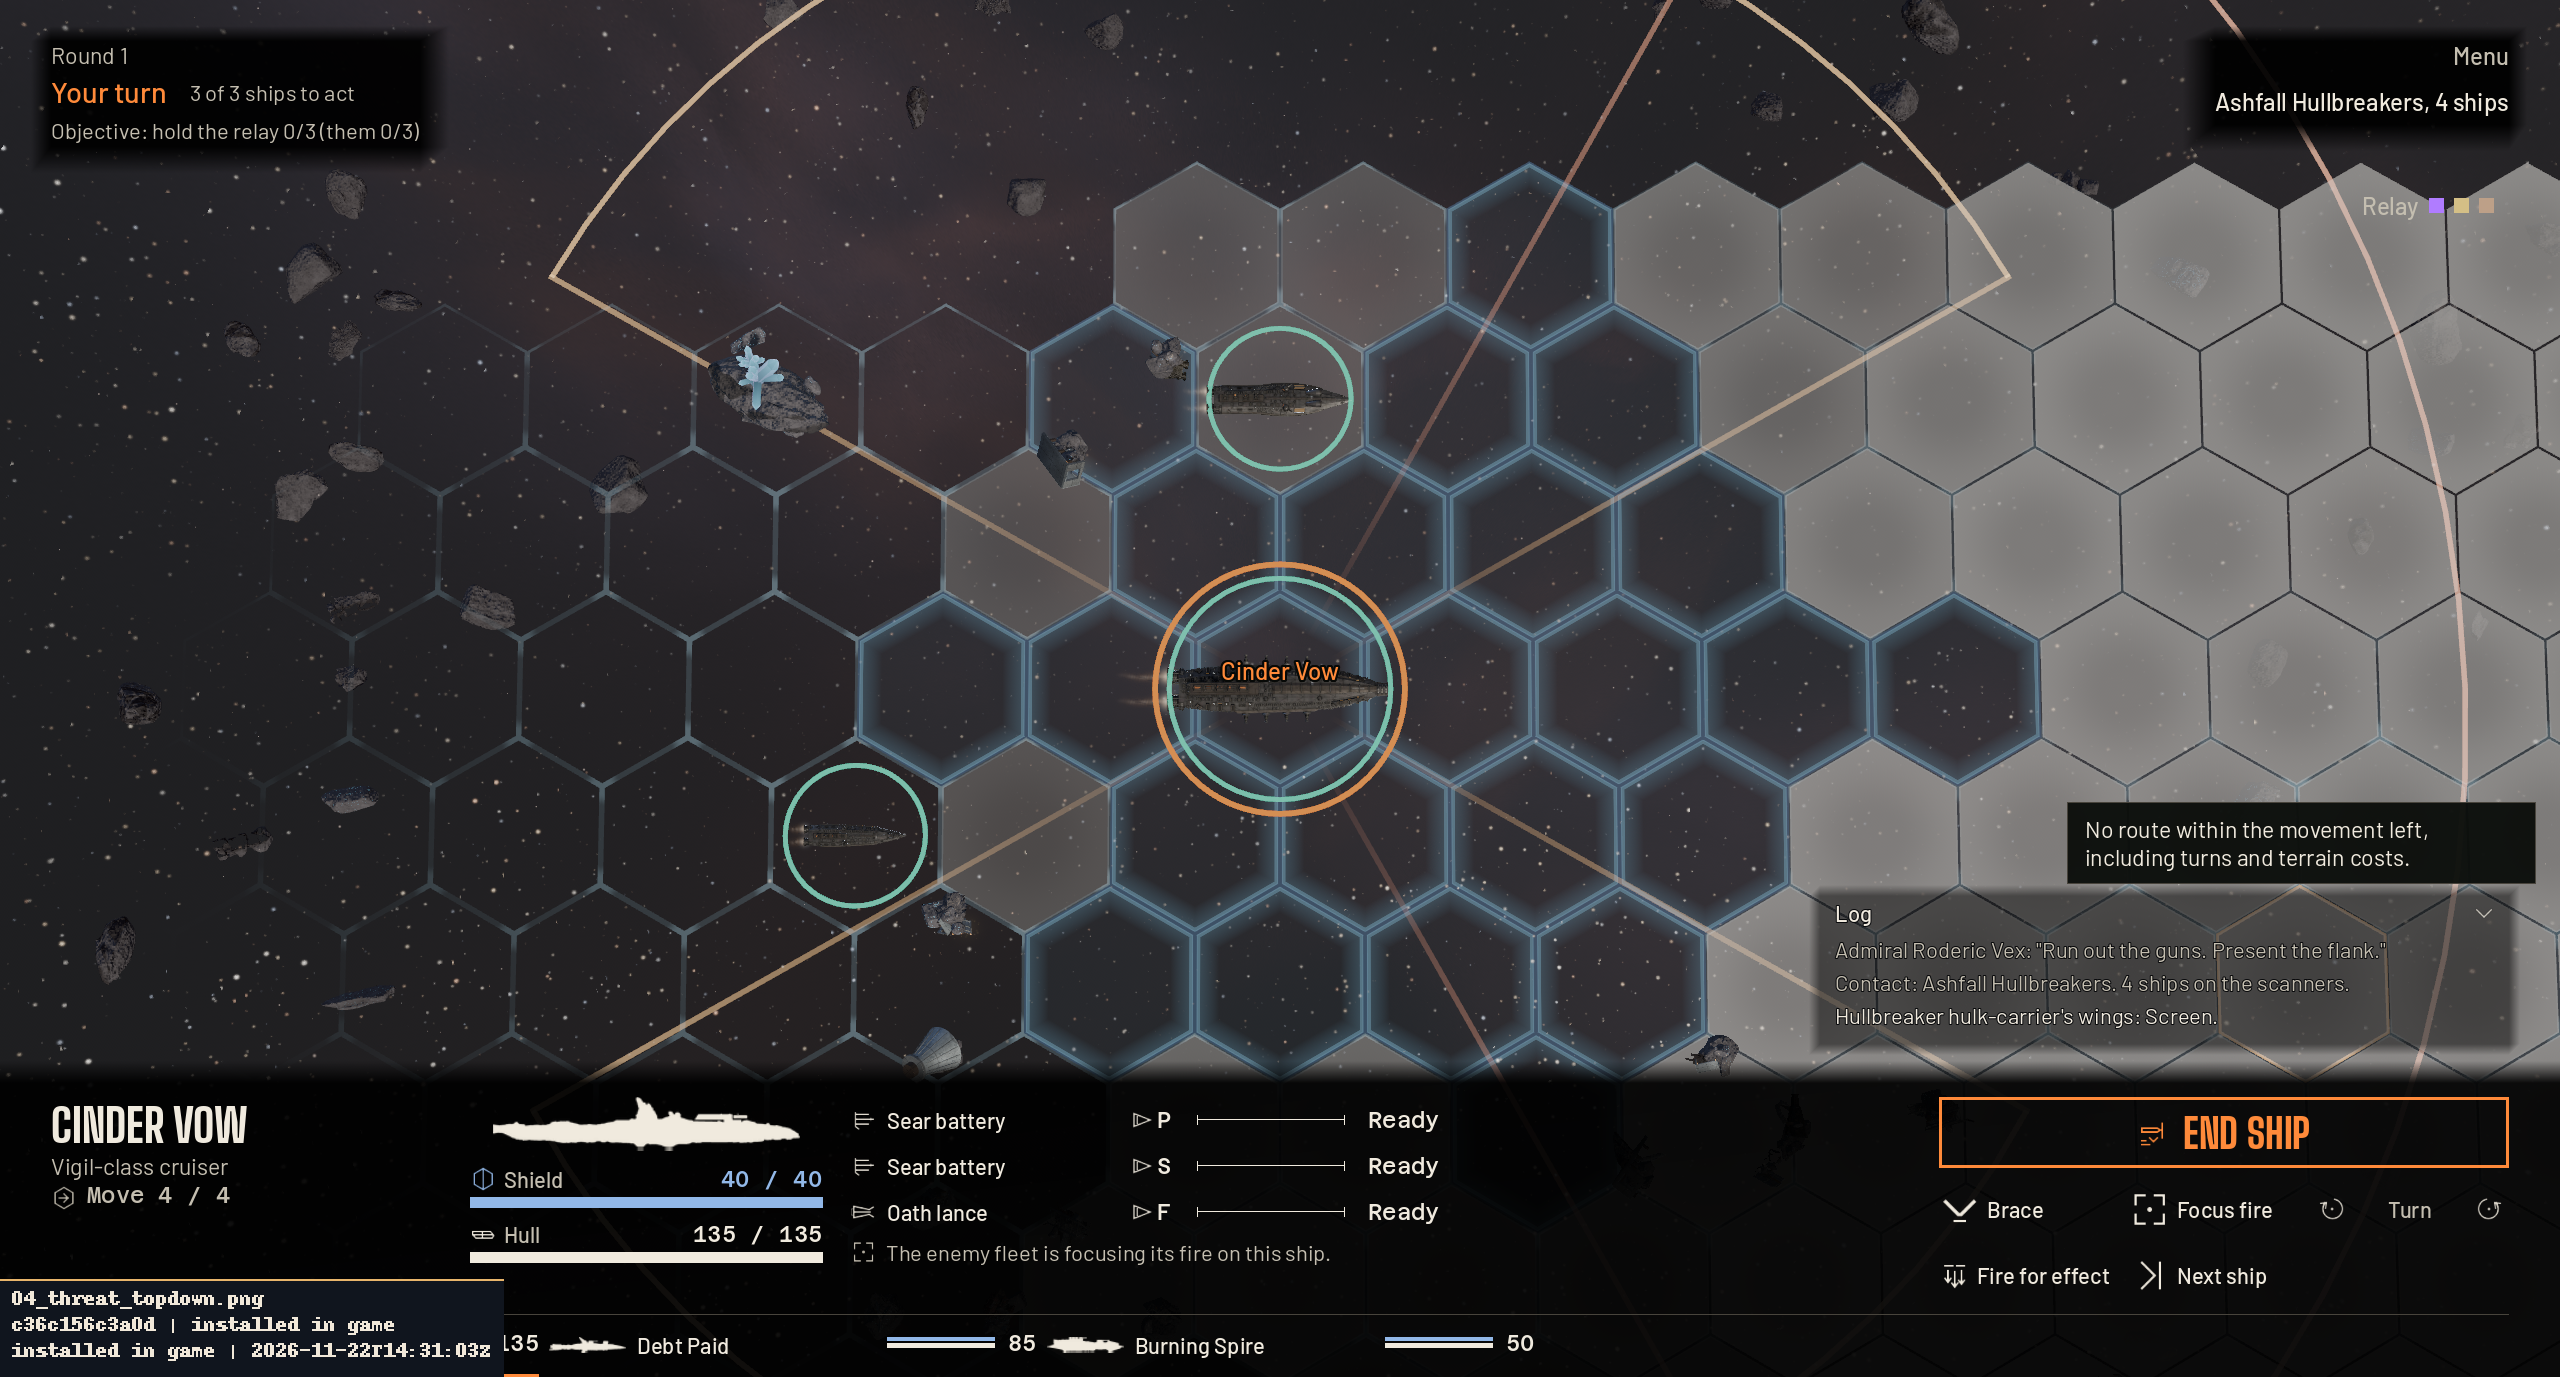 Round 1
Your turn 3 of 3 ships to act
Objective: hold the relay 0/3 (them 0/3)
Menu
Ashfall Hullbreakers, 4 ships
Relay
Cinder Vow
No route within the movement left,
including turns and terrain costs.
Log
Admiral Roderic Vex: "Run out the guns. Present the flank."
Contact: Ashfall Hullbreakers. 4 ships on the scanners.
Hullbreaker hulk-carrier's wings: Screen.
CINDER VOW
Vigil-class cruiser
Move 4 / 4
Shield 40 / 40
Hull 135 / 135
Sear battery P Ready
Sear battery S Ready
Oath lance F Ready
The enemy fleet is focusing its fire on this ship.
END SHIP
Brace Focus fire Turn
Fire for effect Next ship
04_threat_topdown.png
c36c156c3a0d | installed in game
installed in game | 2026-11-22T14:31:03Z
135 Debt Paid 85 Burning Spire 50